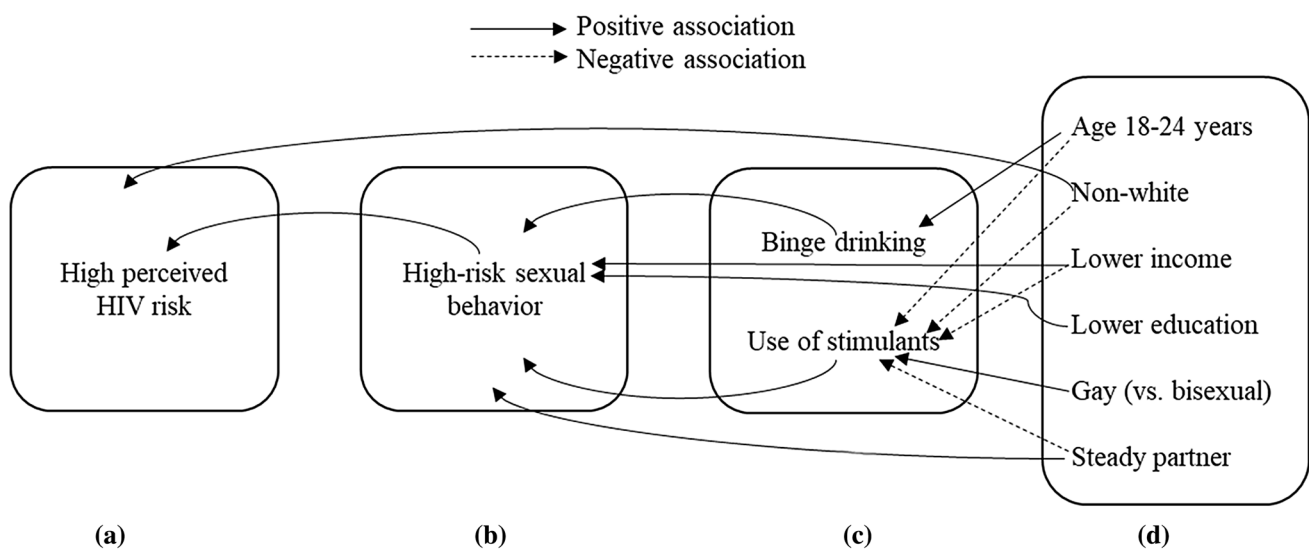 Positive association
Negative association
High perceived
HIV risk
High-risk sexual
behavior
Binge drinking
Use of stimulants
Age 18-24 years
Non-white
Lower income
Lower education
Gay (vs. bisexual)
Steady partner
(a)
(b)
(c)
(d)